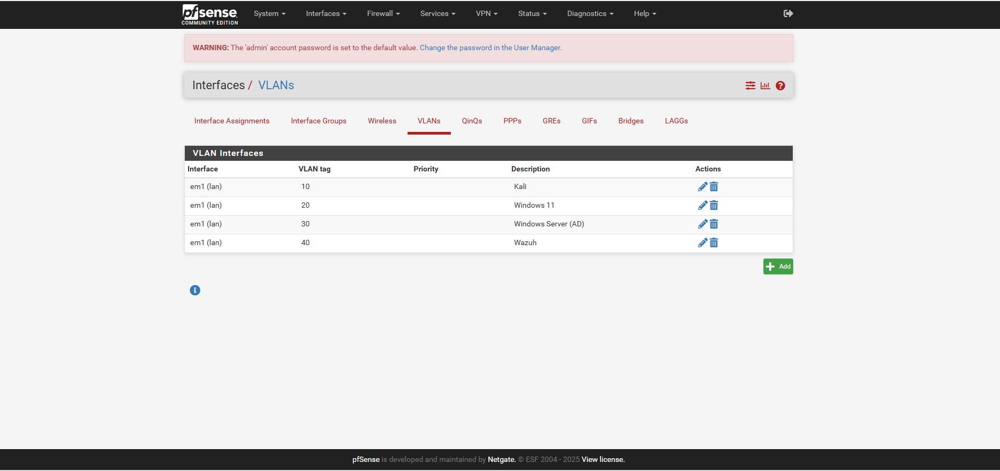 pfsense
COMMUNITY EDITION
System Interfaces Firewall Services VPN Status Diagnostics Help
WARNING: The 'admin' account password is set to the default value. Change the password in the User Manager.
Interfaces / VLANs
Interface Assignments Interface Groups Wireless VLANs QinQs PPPs GREs GIFs Bridges LAGGs
VLAN Interfaces
Interface VLAN tag Priority Description Actions
em1 (lan) 10 Kali
em1 (lan) 20 Windows 11
em1 (lan) 30 Windows Server (AD)
em1 (lan) 40 Wazuh
Add
pfSense is developed and maintained by Netgate. © ESF 2004 - 2025 View license.